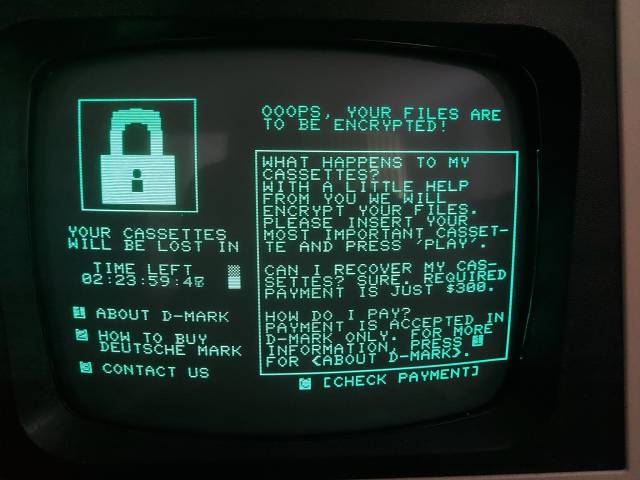 OOOPS, YOUR FILES ARE
TO BE ENCRYPTED!
YOUR CASSETTES
WILL BE LOST IN
TIME LEFT
02:23:59:4
1 ABOUT D-MARK
2 HOW TO BUY
DEUTSCHE MARK
3 CONTACT US
WHAT HAPPENS TO MY
CASSETTES?
WITH A LITTLE HELP
FROM YOU WE WILL
ENCRYPT YOUR FILES.
PLEASE INSERT YOUR
MOST IMPORTANT CASSET-
TE AND PRESS 'PLAY'.
CAN I RECOVER MY CAS-
SETTES? SURE. REQUIRED
PAYMENT IS JUST $300.
HOW DO I PAY?
PAYMENT IS ACCEPTED IN
D-MARK ONLY. FOR MORE
INFORMATION, PRESS 1
FOR <ABOUT D-MARK>.
[CHECK PAYMENT]